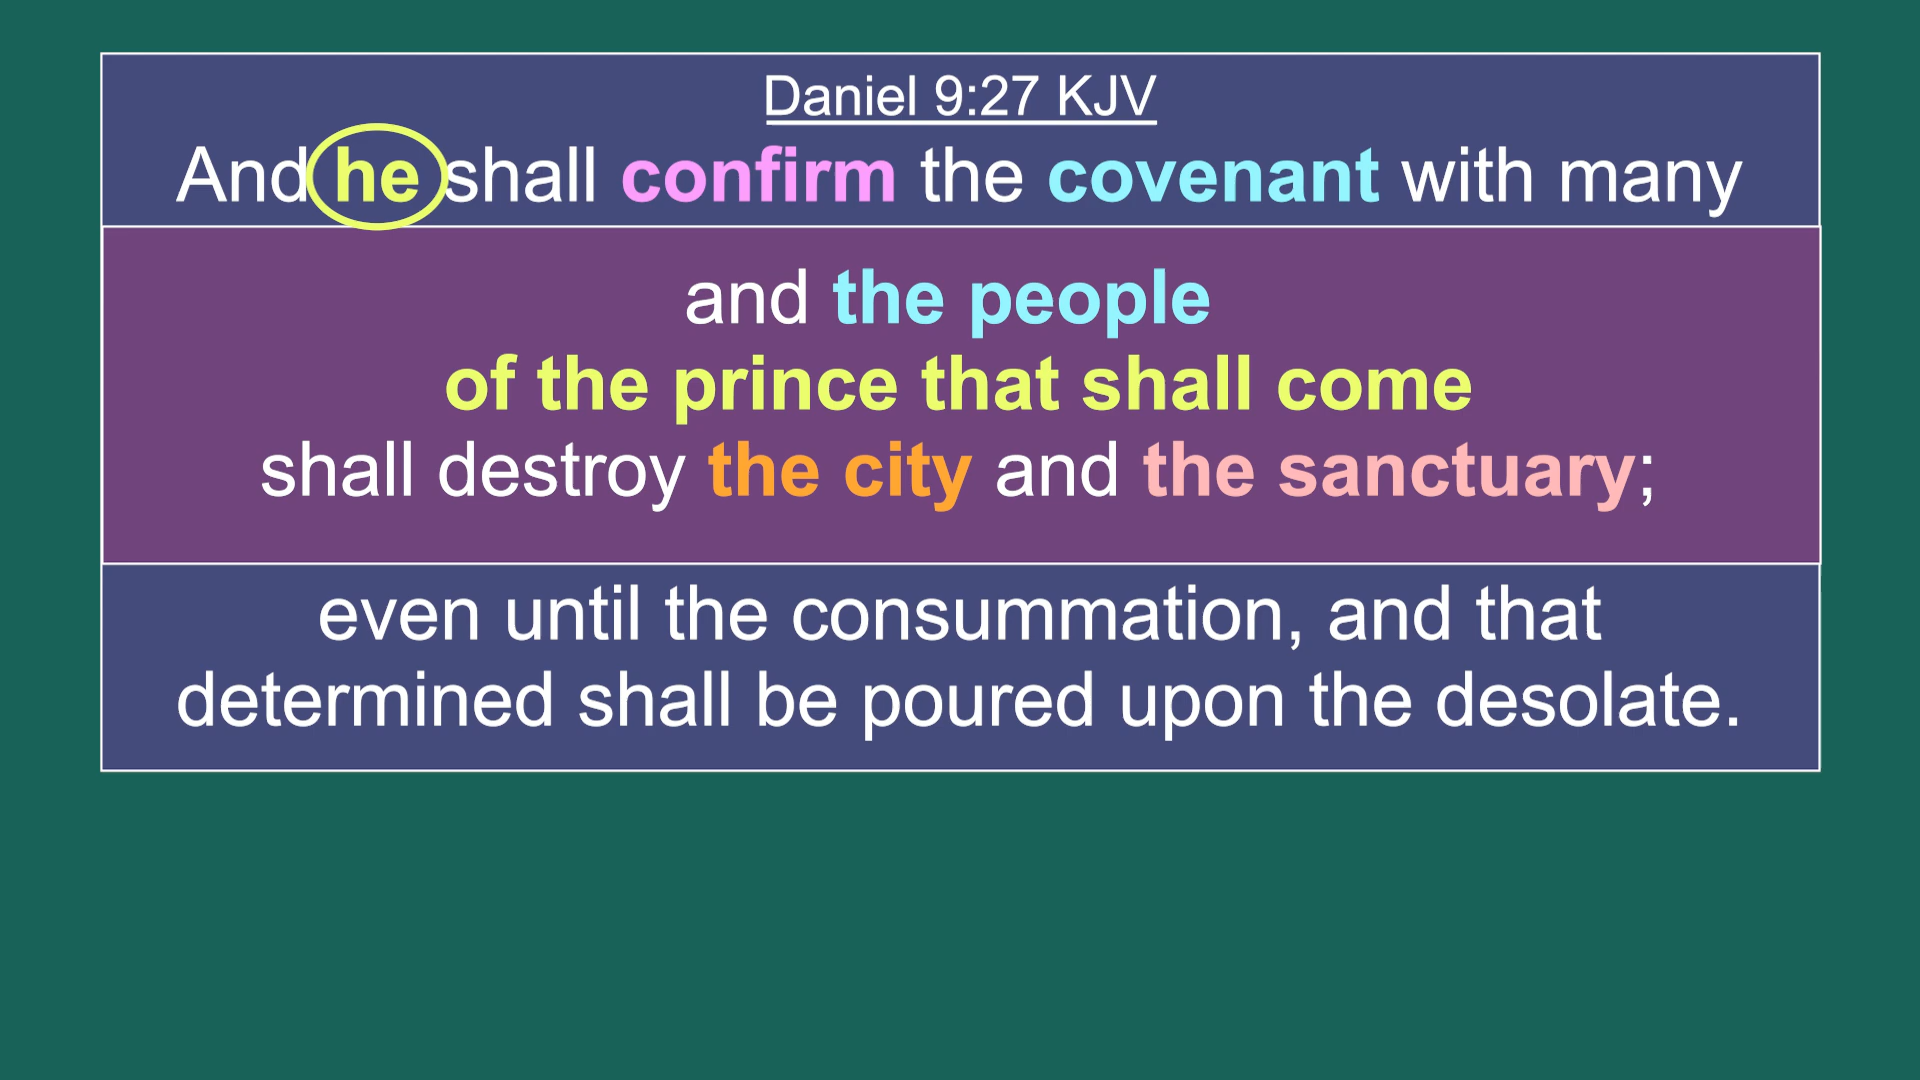 Daniel 9:27 KJV
And he shall confirm the covenant with many
and the people
of the prince that shall come
shall destroy the city and the sanctuary;
even until the consummation, and that
determined shall be poured upon the desolate.